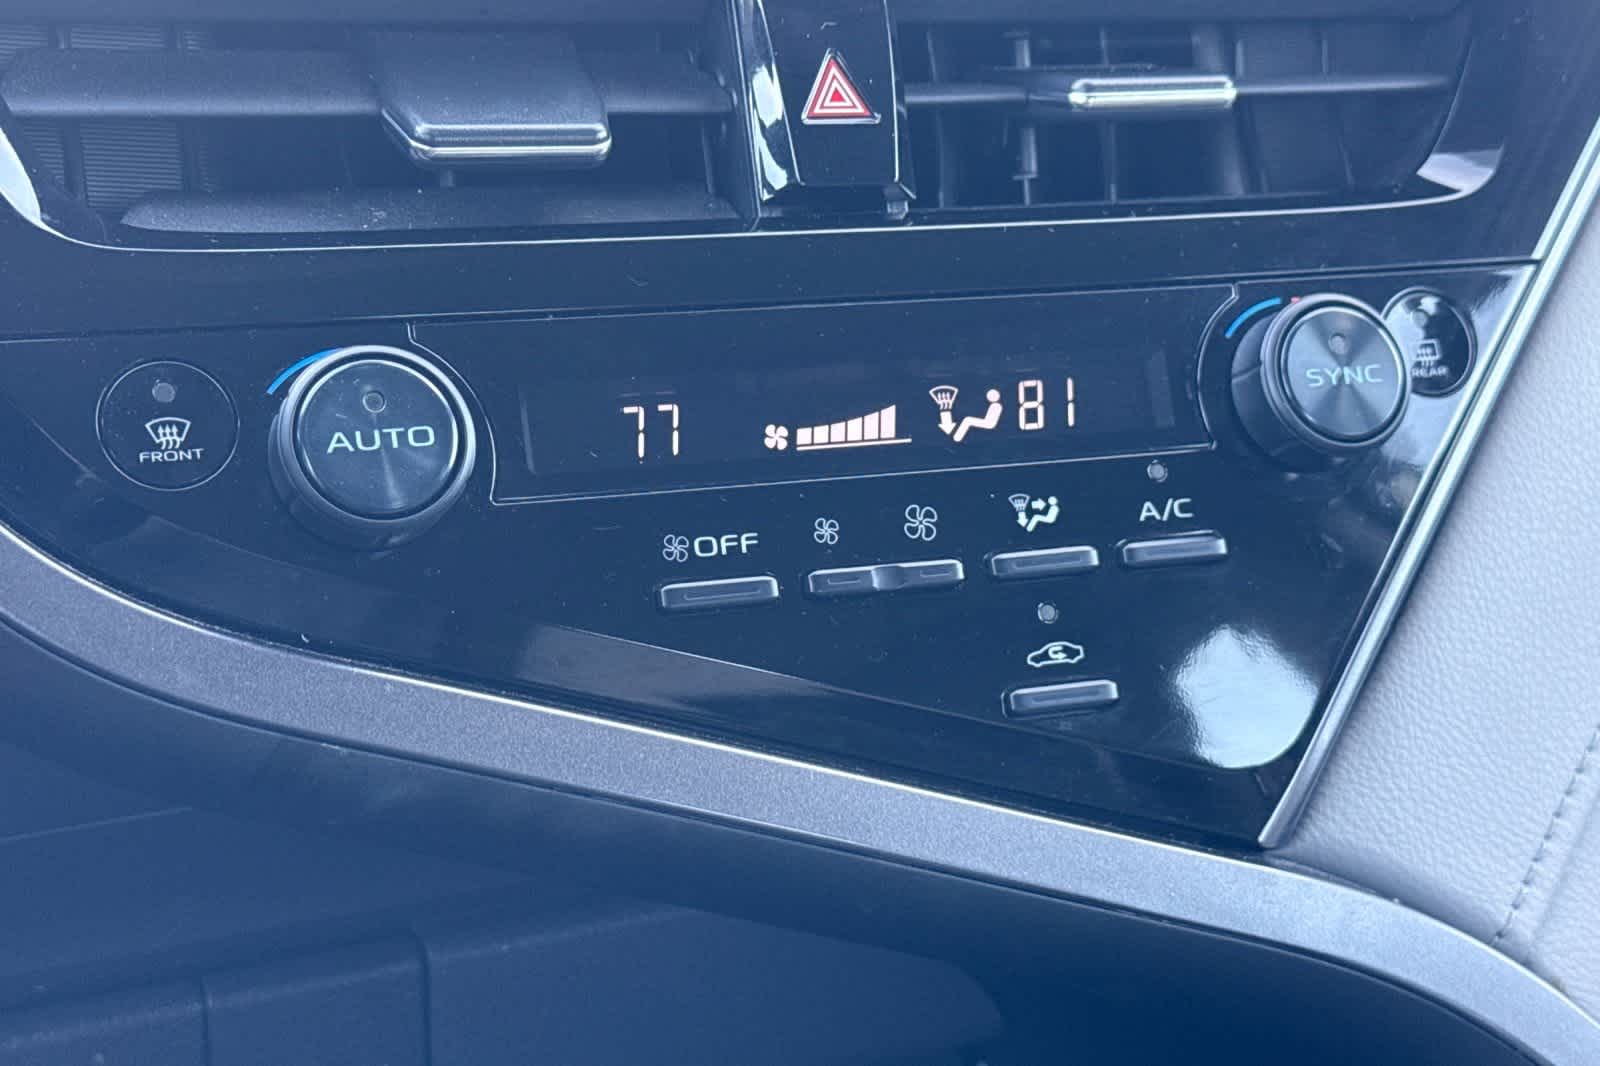 FRONT
AUTO
77
81
SYNC
REAR
OFF
A/C